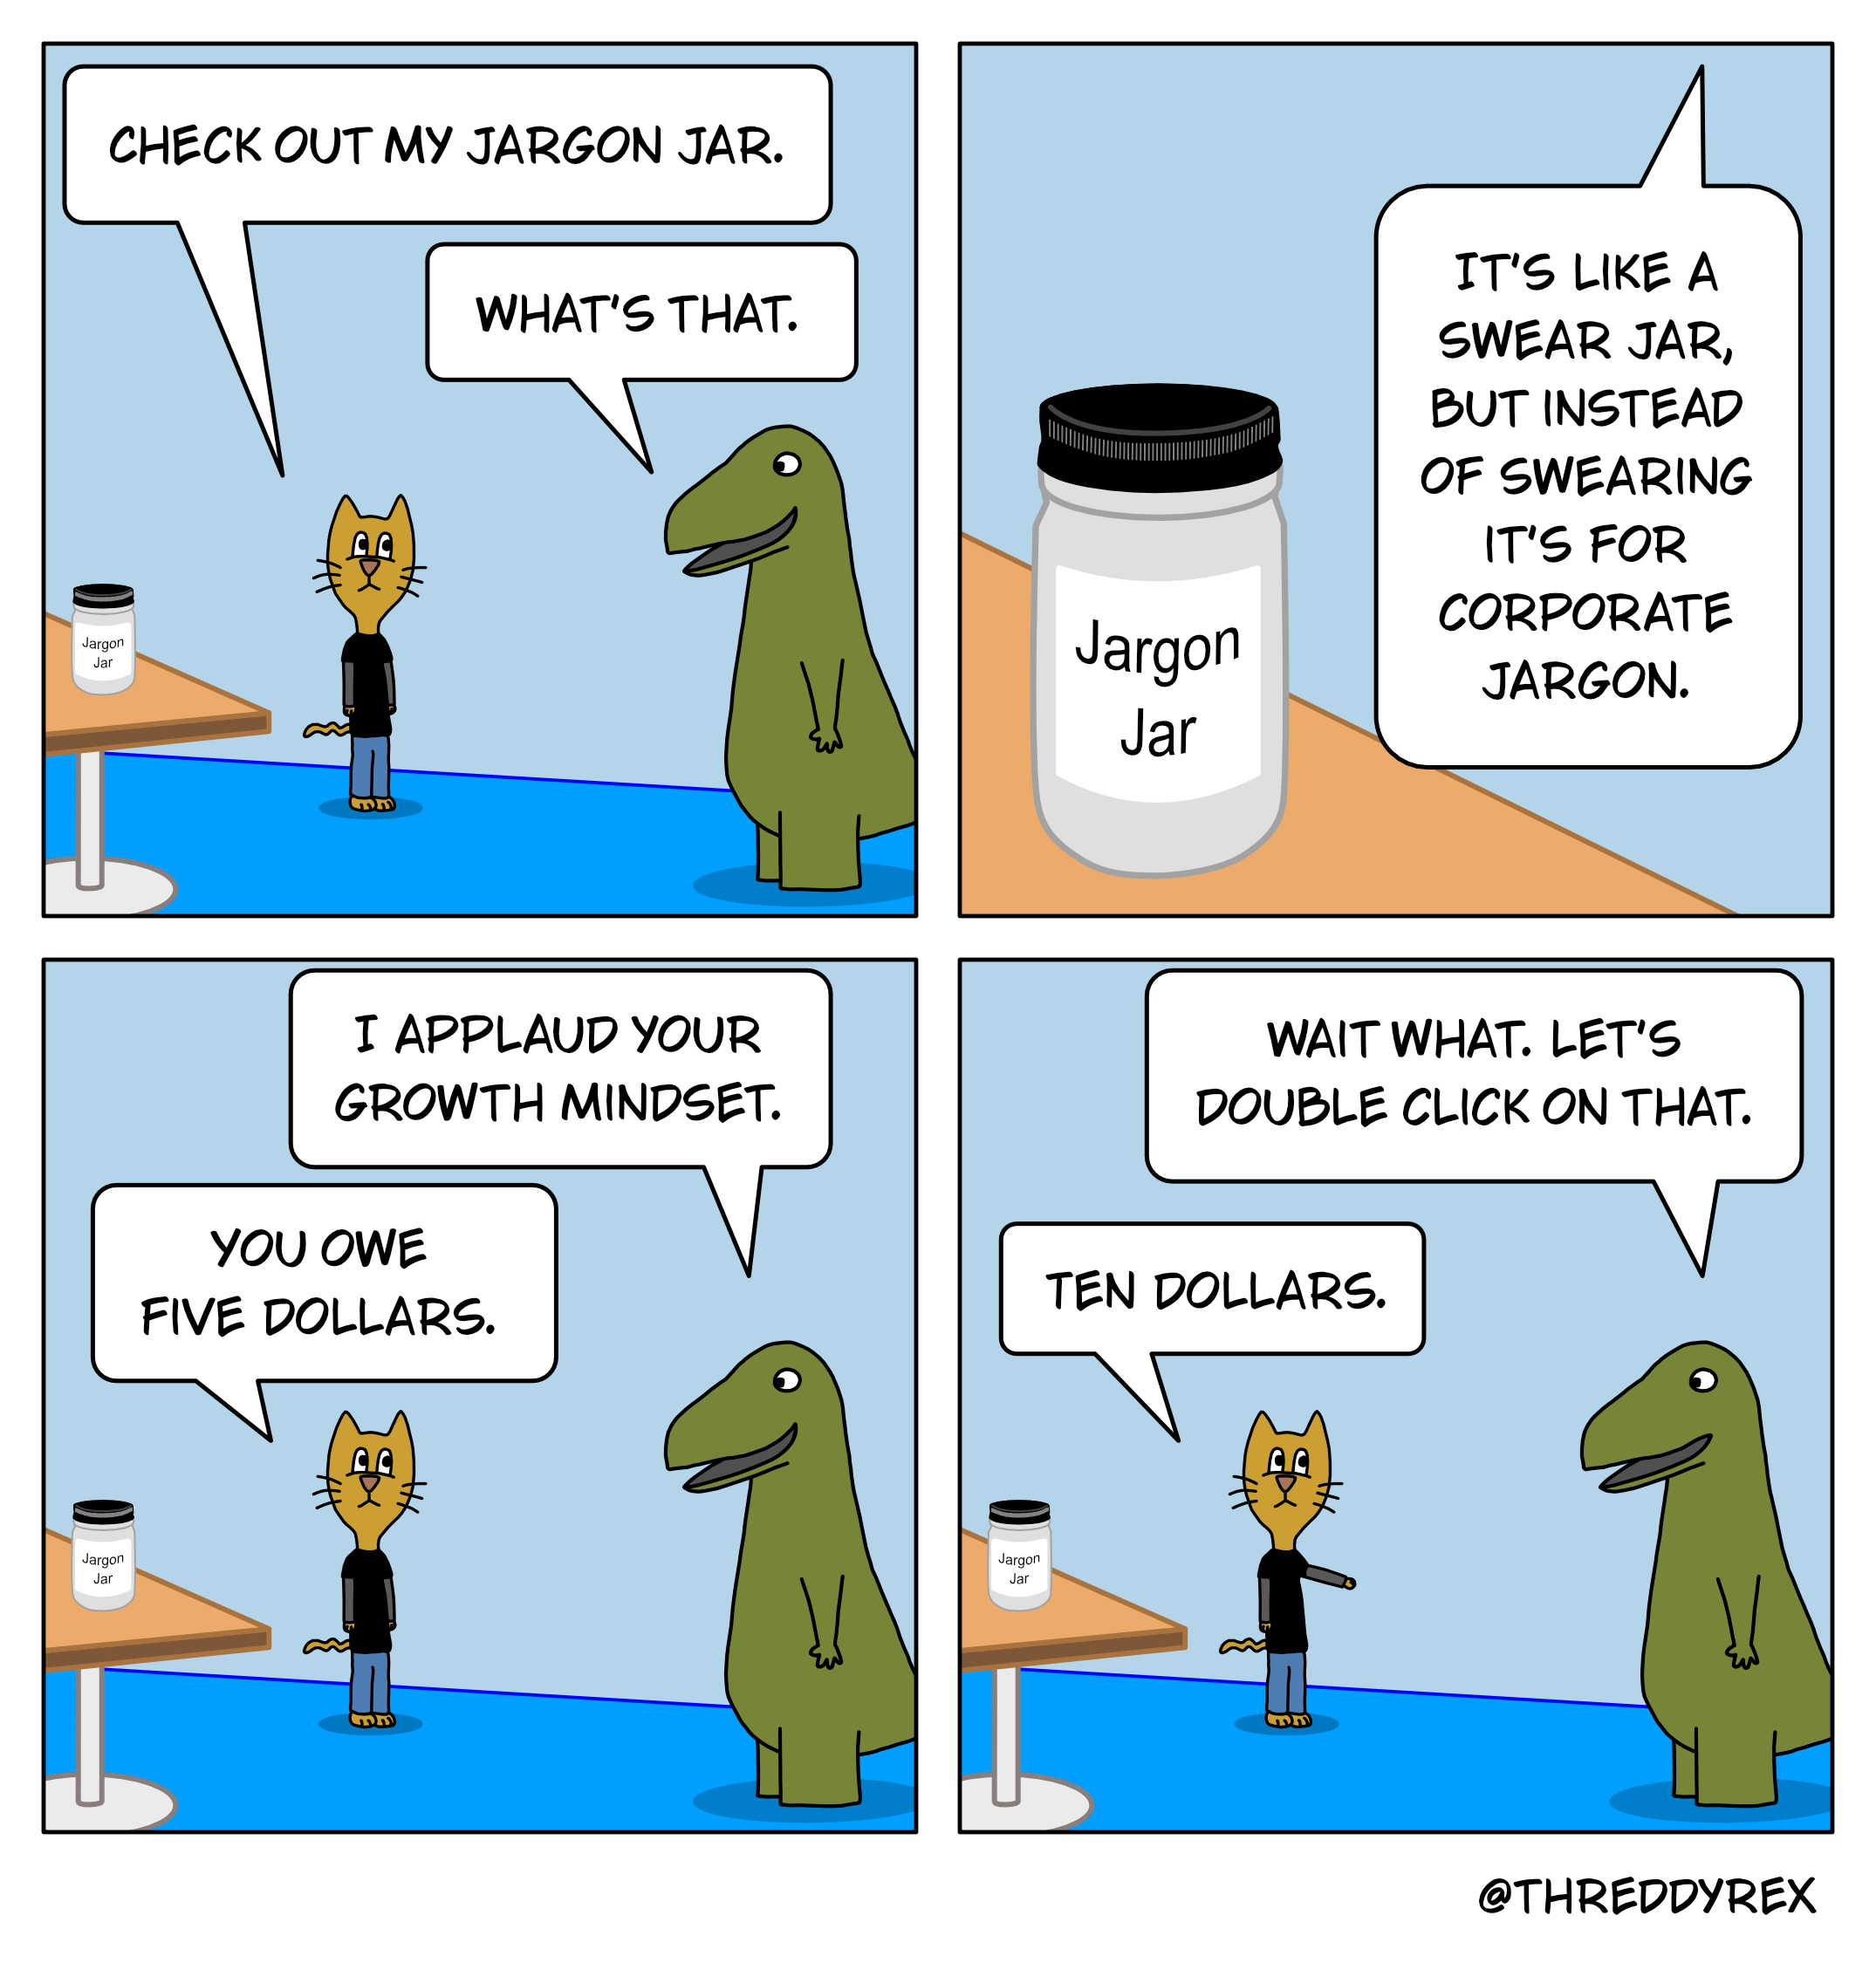 CHECK OUT MY JARGON JAR.
WHAT'S THAT.
Jargon
Jar
IT'S LIKE A
SWEAR JAR,
BUT INSTEAD
OF SWEARING
IT'S FOR
CORPORATE
JARGON.
Jargon
Jar
I APPLAUD YOUR
GROWTH MINDSET.
YOU OWE
FIVE DOLLARS.
Jargon
Jar
WAIT WHAT. LET'S
DOUBLE CLICK ON THAT.
TEN DOLLARS.
Jargon
Jar
@THREDDYREX